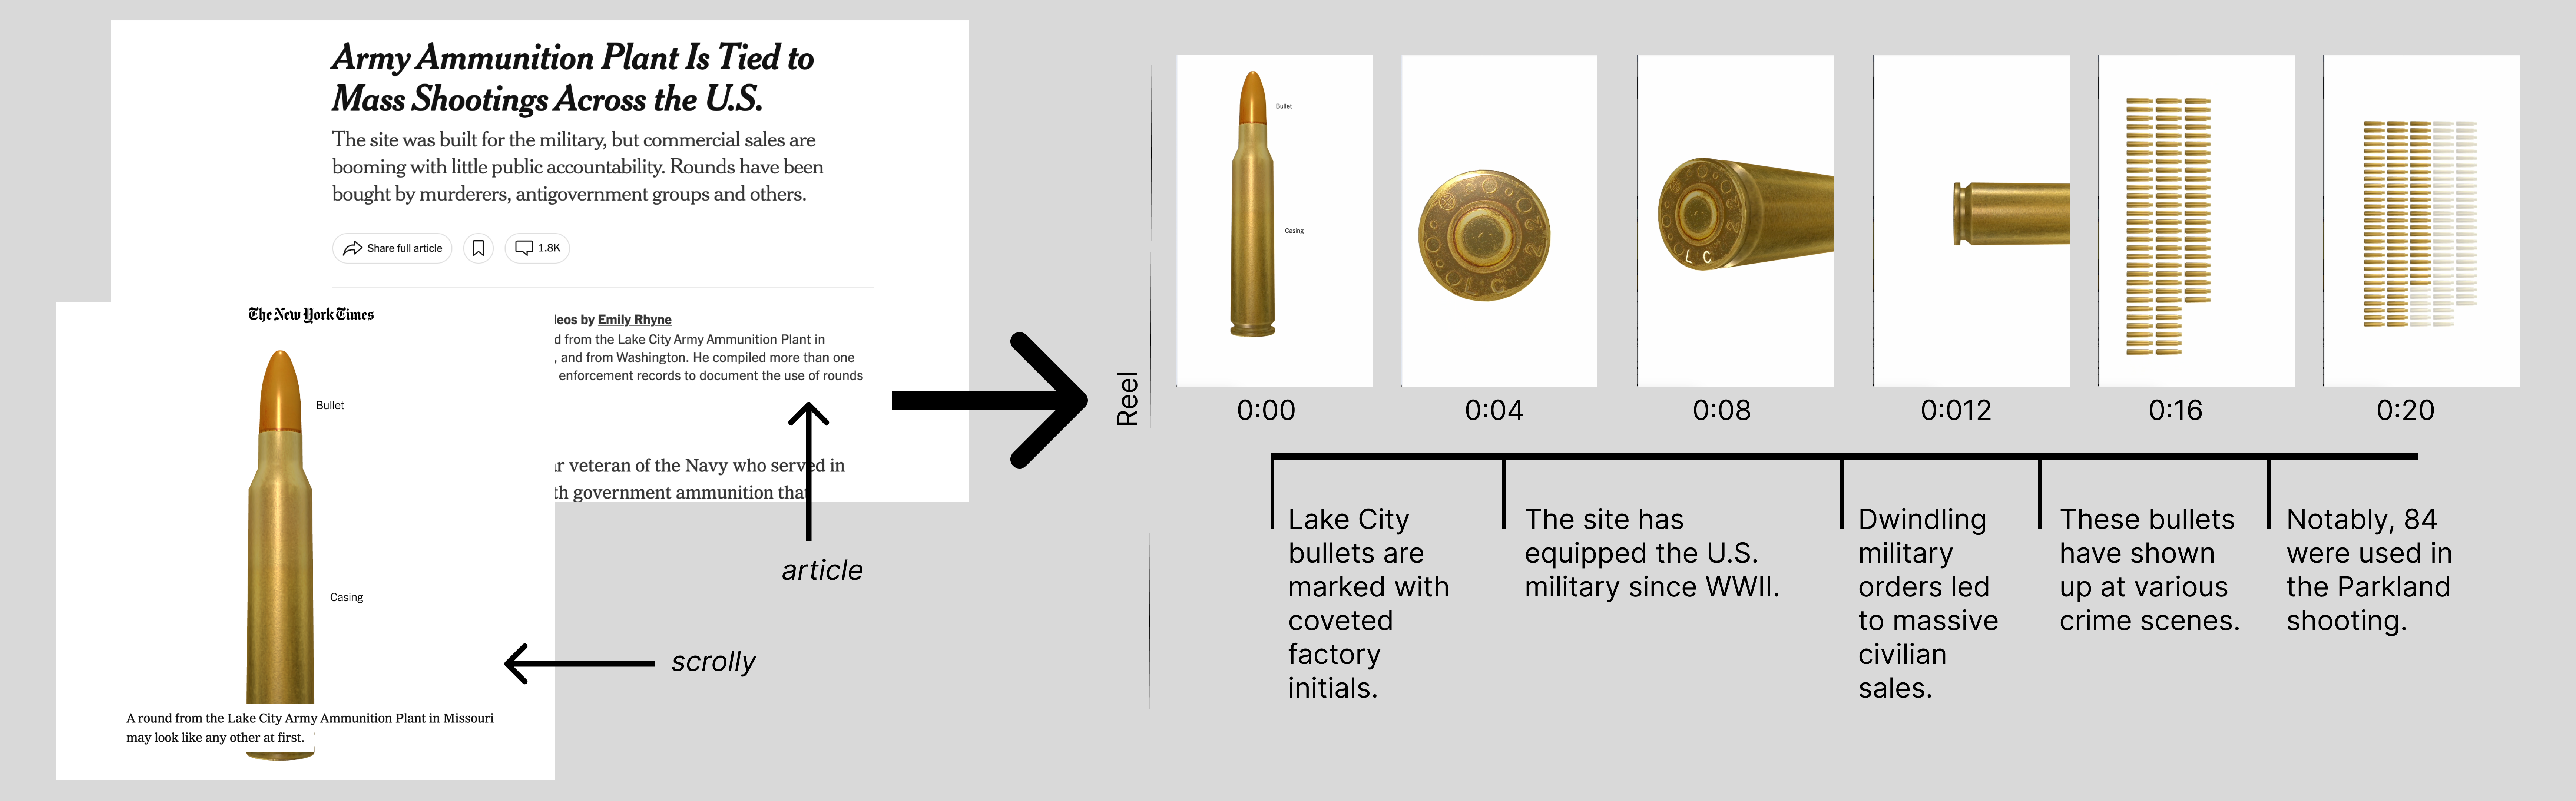 Army Ammunition Plant Is Tied to
Mass Shootings Across the U.S.
The site was built for the military, but commercial sales are
booming with little public accountability. Rounds have been
bought by murderers, antigovernment groups and others.
Share full article
1.8K
by Emily Rhyne
from the Lake City Army Ammunition Plant in
, and from Washington. He compiled more than one
enforcement records to document the use of rounds
veteran of the Navy who served in
government ammunition that
article
The New York Times
Bullet
Casing
A round from the Lake City Army Ammunition Plant in Missouri
may look like any other at first.
scrolly
Reel
Bullet
Casing
L C
L C
0:00
0:04
0:08
0:012
0:16
0:20
Lake City
bullets are
marked with
coveted
factory
initials.
The site has
equipped the U.S.
military since WWII.
Dwindling
military
orders led
to massive
civilian
sales.
These bullets
have shown
up at various
crime scenes.
Notably, 84
were used in
the Parkland
shooting.